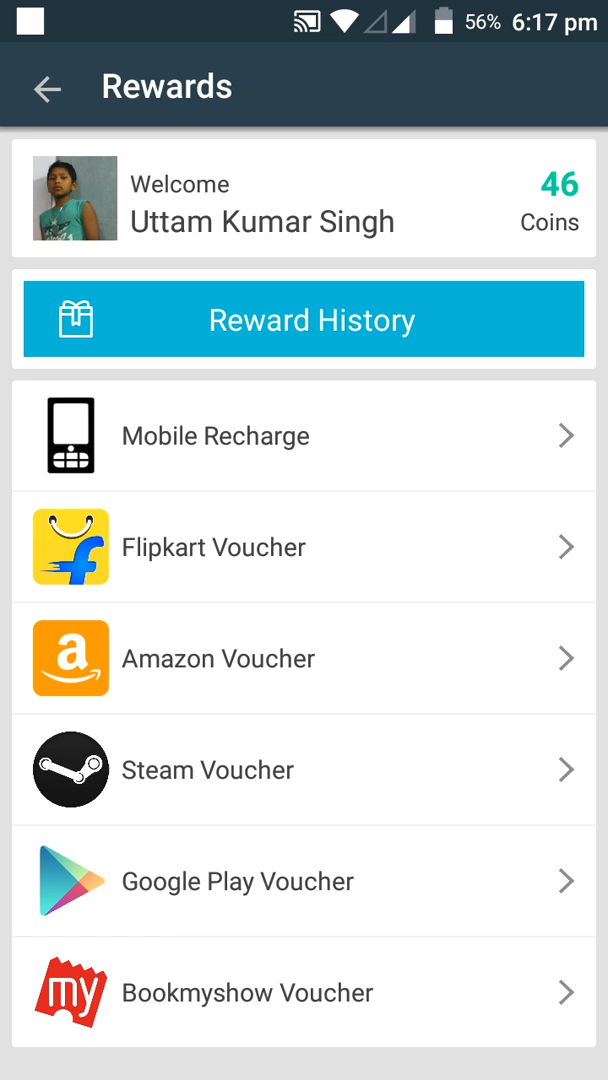 56% 6:17 pm
Rewards
Welcome
Uttam Kumar Singh
46
Coins
Reward History
Mobile Recharge
f
Flipkart Voucher
a
Amazon Voucher
Steam Voucher
Google Play Voucher
my
Bookmyshow Voucher